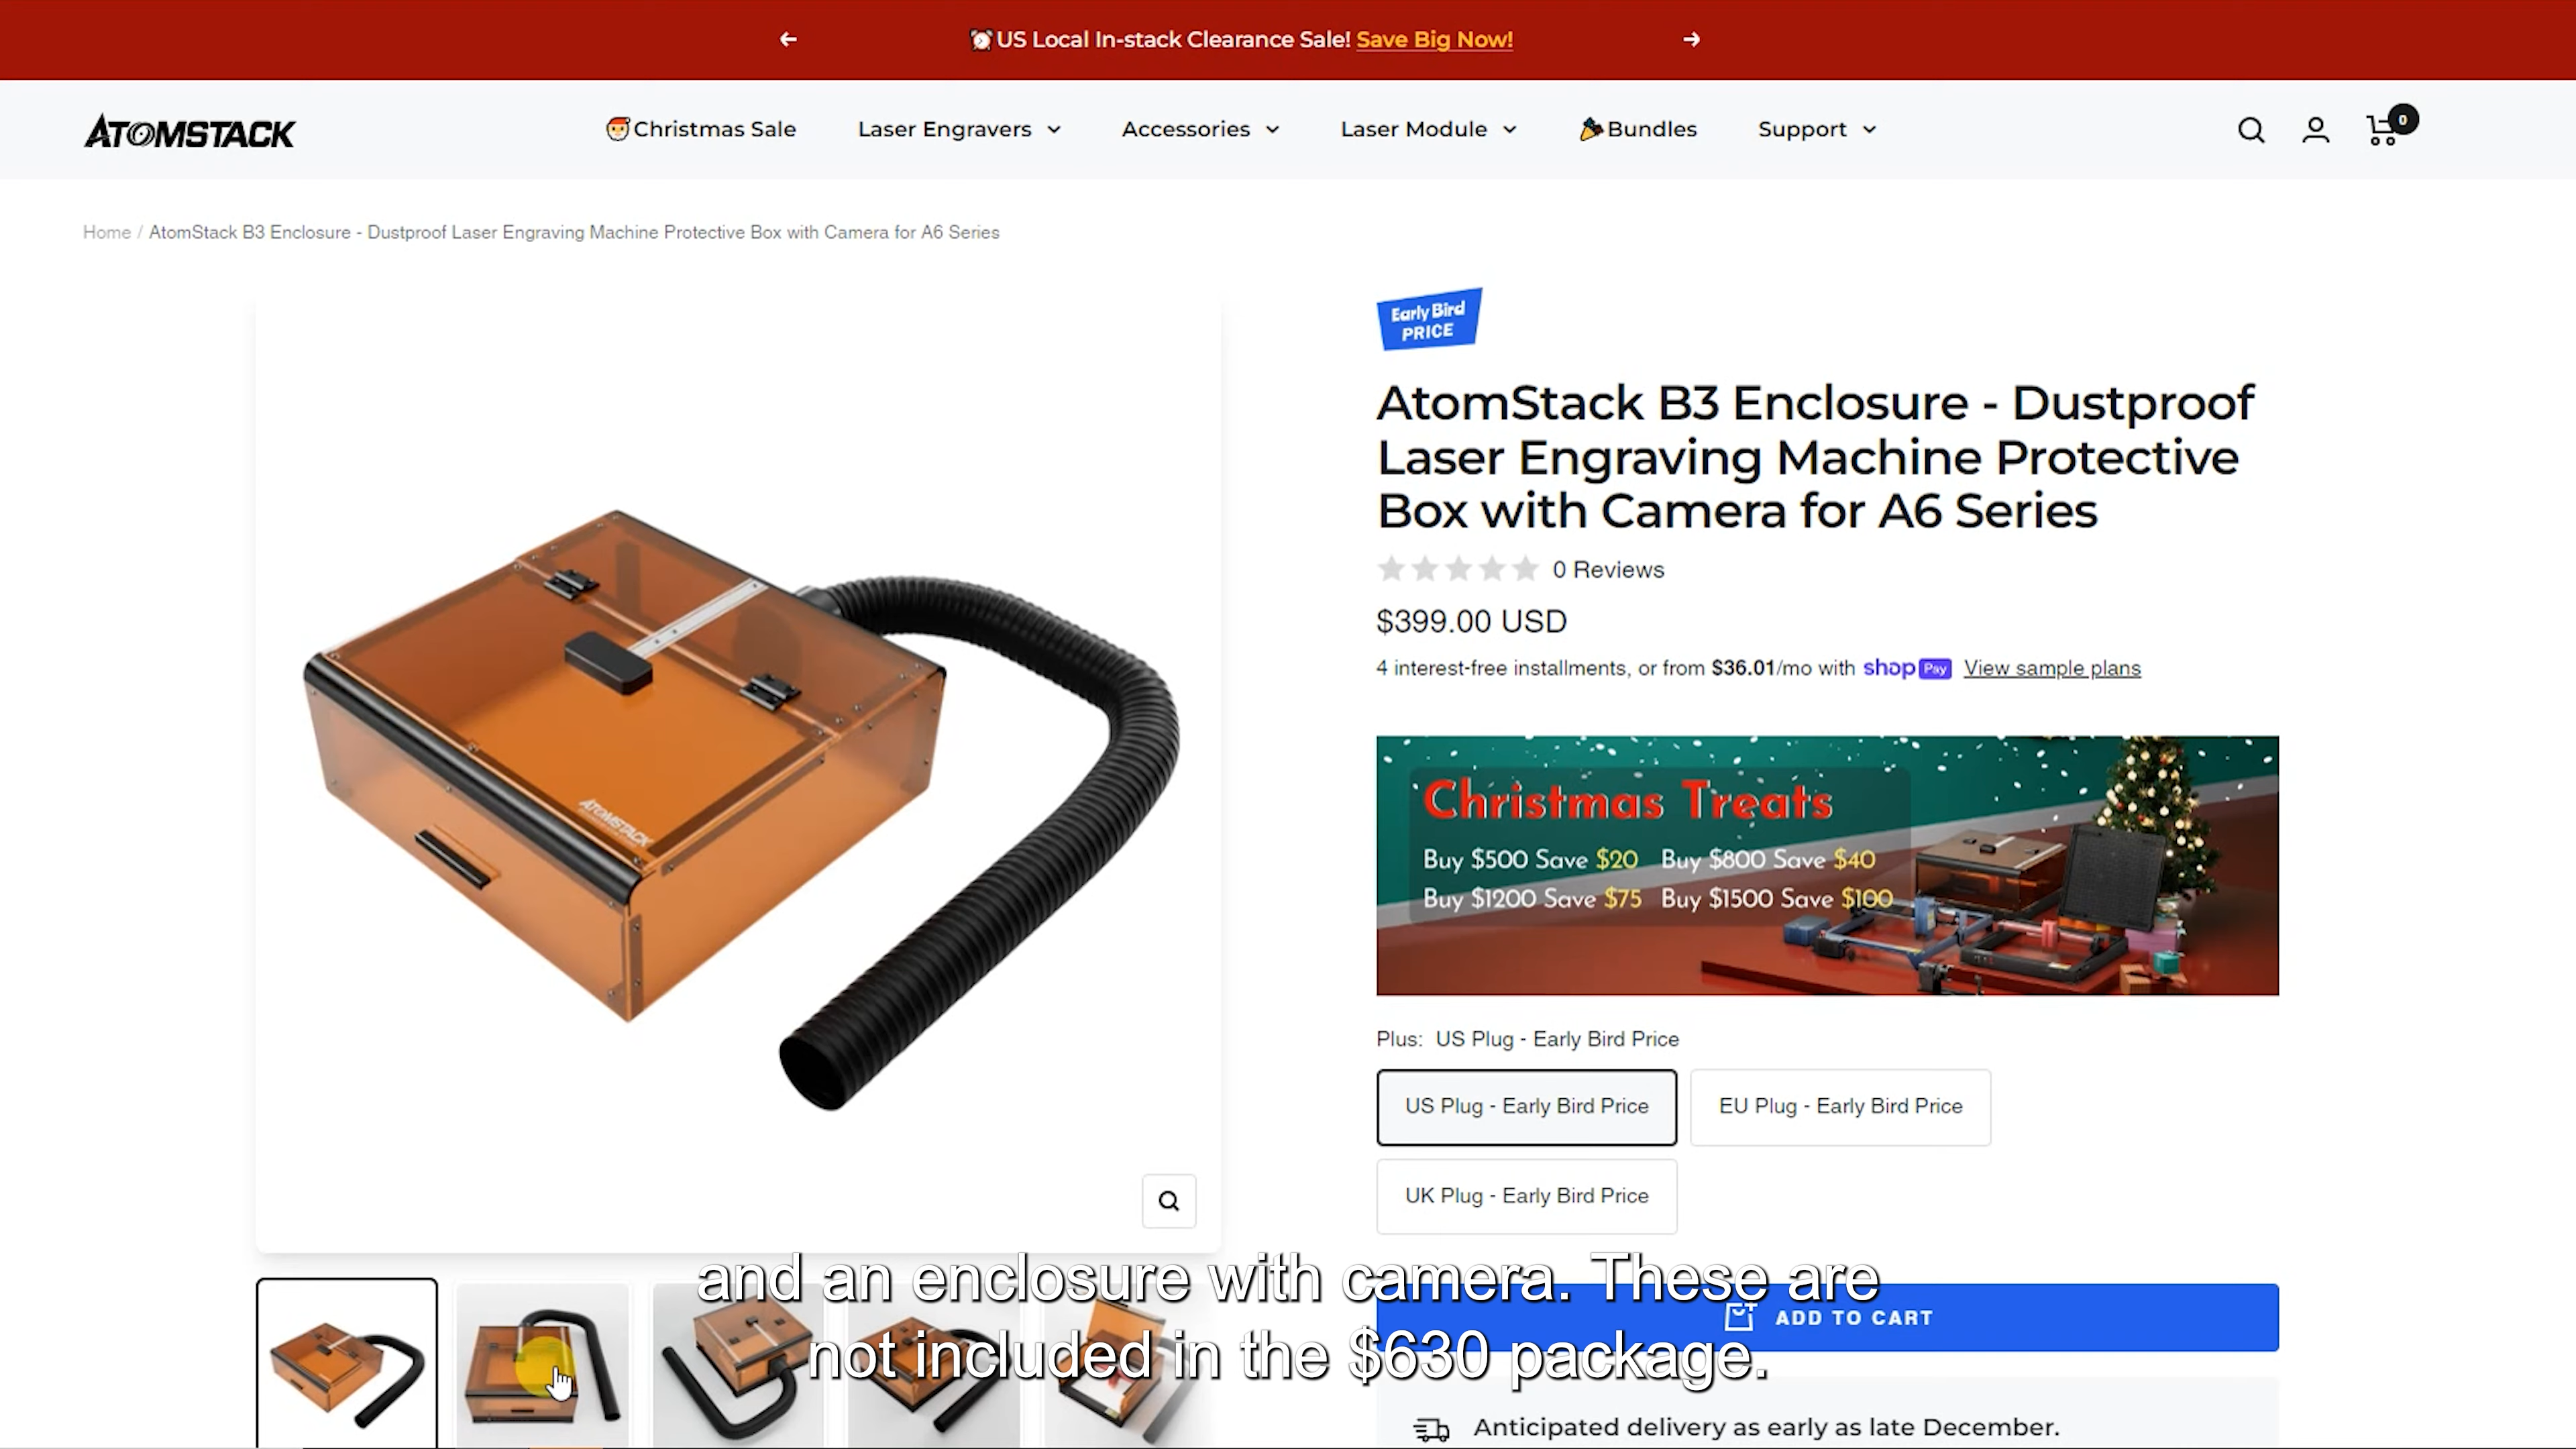 US Local In-stack Clearance Sale! Save Big Now!
ATOMSTACK
Christmas Sale
Laser Engravers
Accessories
Laser Module
Bundles
Support
0
Home / AtomStack B3 Enclosure - Dustproof Laser Engraving Machine Protective Box with Camera for A6 Series
Early Bird
PRICE
AtomStack B3 Enclosure - Dustproof
Laser Engraving Machine Protective
Box with Camera for A6 Series
0 Reviews
$399.00 USD
4 interest-free installments, or from $36.01/mo with shop Pay View sample plans
ATOMSTACK
Christmas Treats
Buy $500 Save $20 Buy $800 Save $40
Buy $1200 Save $75 Buy $1500 Save $100
Plus: US Plug - Early Bird Price
US Plug - Early Bird Price
EU Plug - Early Bird Price
UK Plug - Early Bird Price
ADD TO CART
and an enclosure with camera. These are
not included in the $630 package.
Anticipated delivery as early as late December.